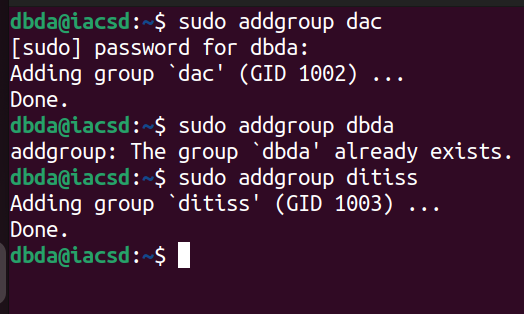 dbda@iacsd:~$ sudo addgroup dac
[sudo] password for dbda:
Adding group `dac' (GID 1002) ...
Done.
dbda@iacsd:~$ sudo addgroup dbda
addgroup: The group `dbda' already exists.
dbda@iacsd:~$ sudo addgroup ditiss
Adding group `ditiss' (GID 1003) ...
Done.
dbda@iacsd:~$